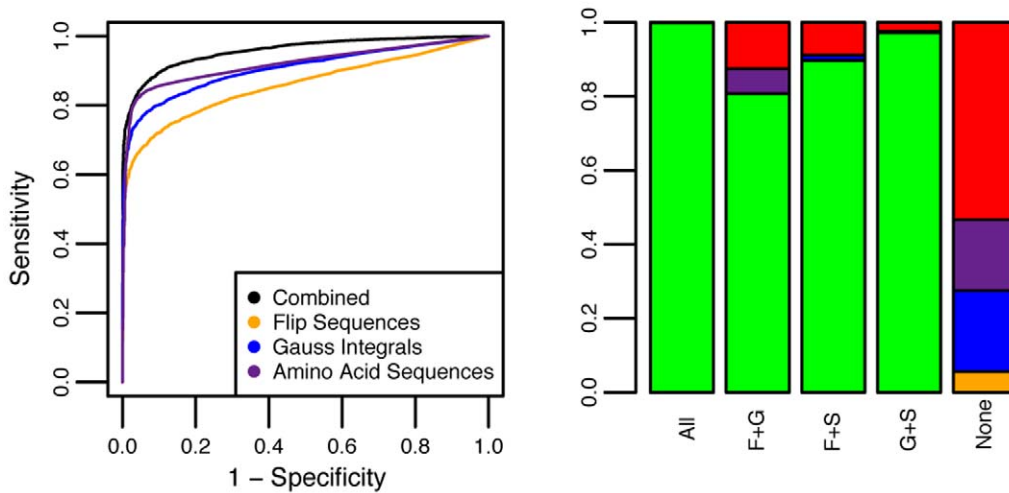 Sensitivity
1.0
0.8
0.6
0.4
0.2
0.0
Combined
Flip Sequences
Gauss Integrals
Amino Acid Sequences
0.0 0.2 0.4 0.6 0.8 1.0
1 − Specificity
1.0
0.8
0.6
0.4
0.2
0.0
All F+G F+S G+S None